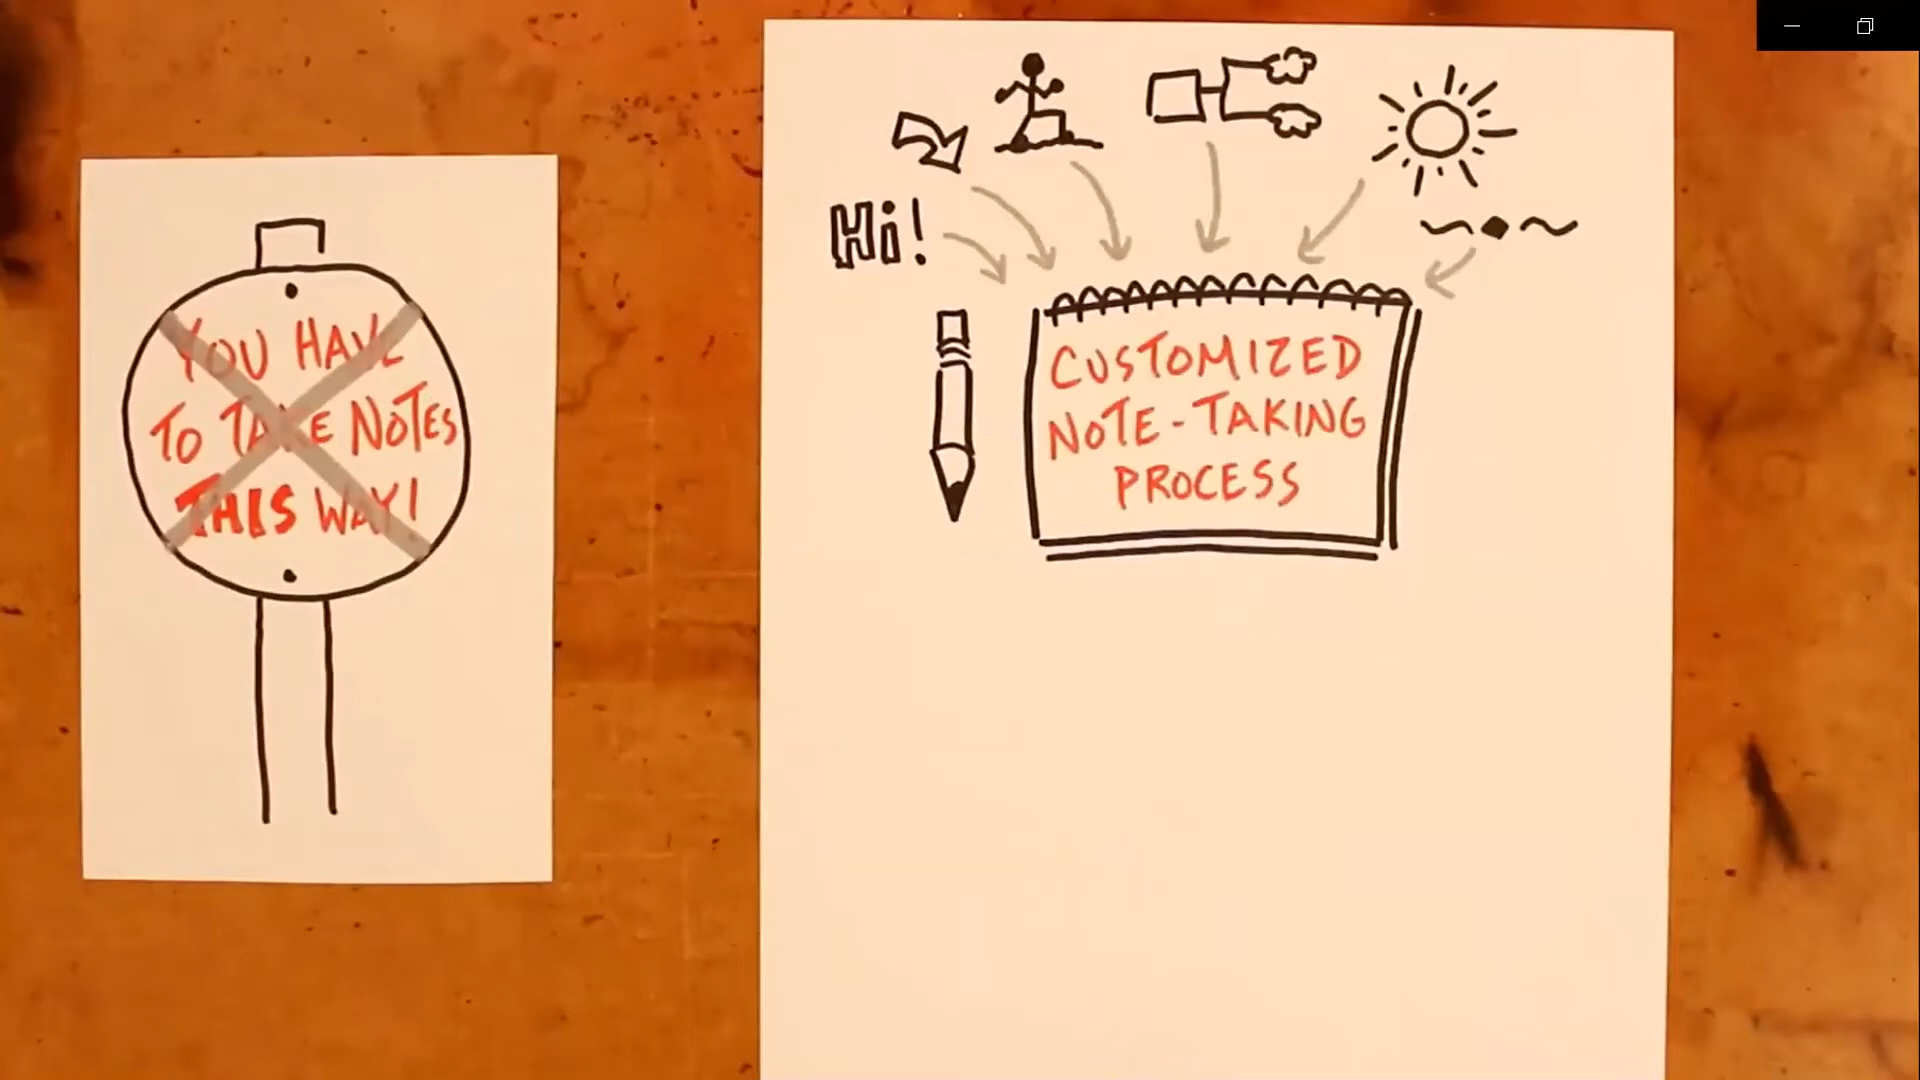 YOU HAVE
TO TAKE NOTES
THIS WAY!
Hi!
CUSTOMIZED
NOTE-TAKING
PROCESS